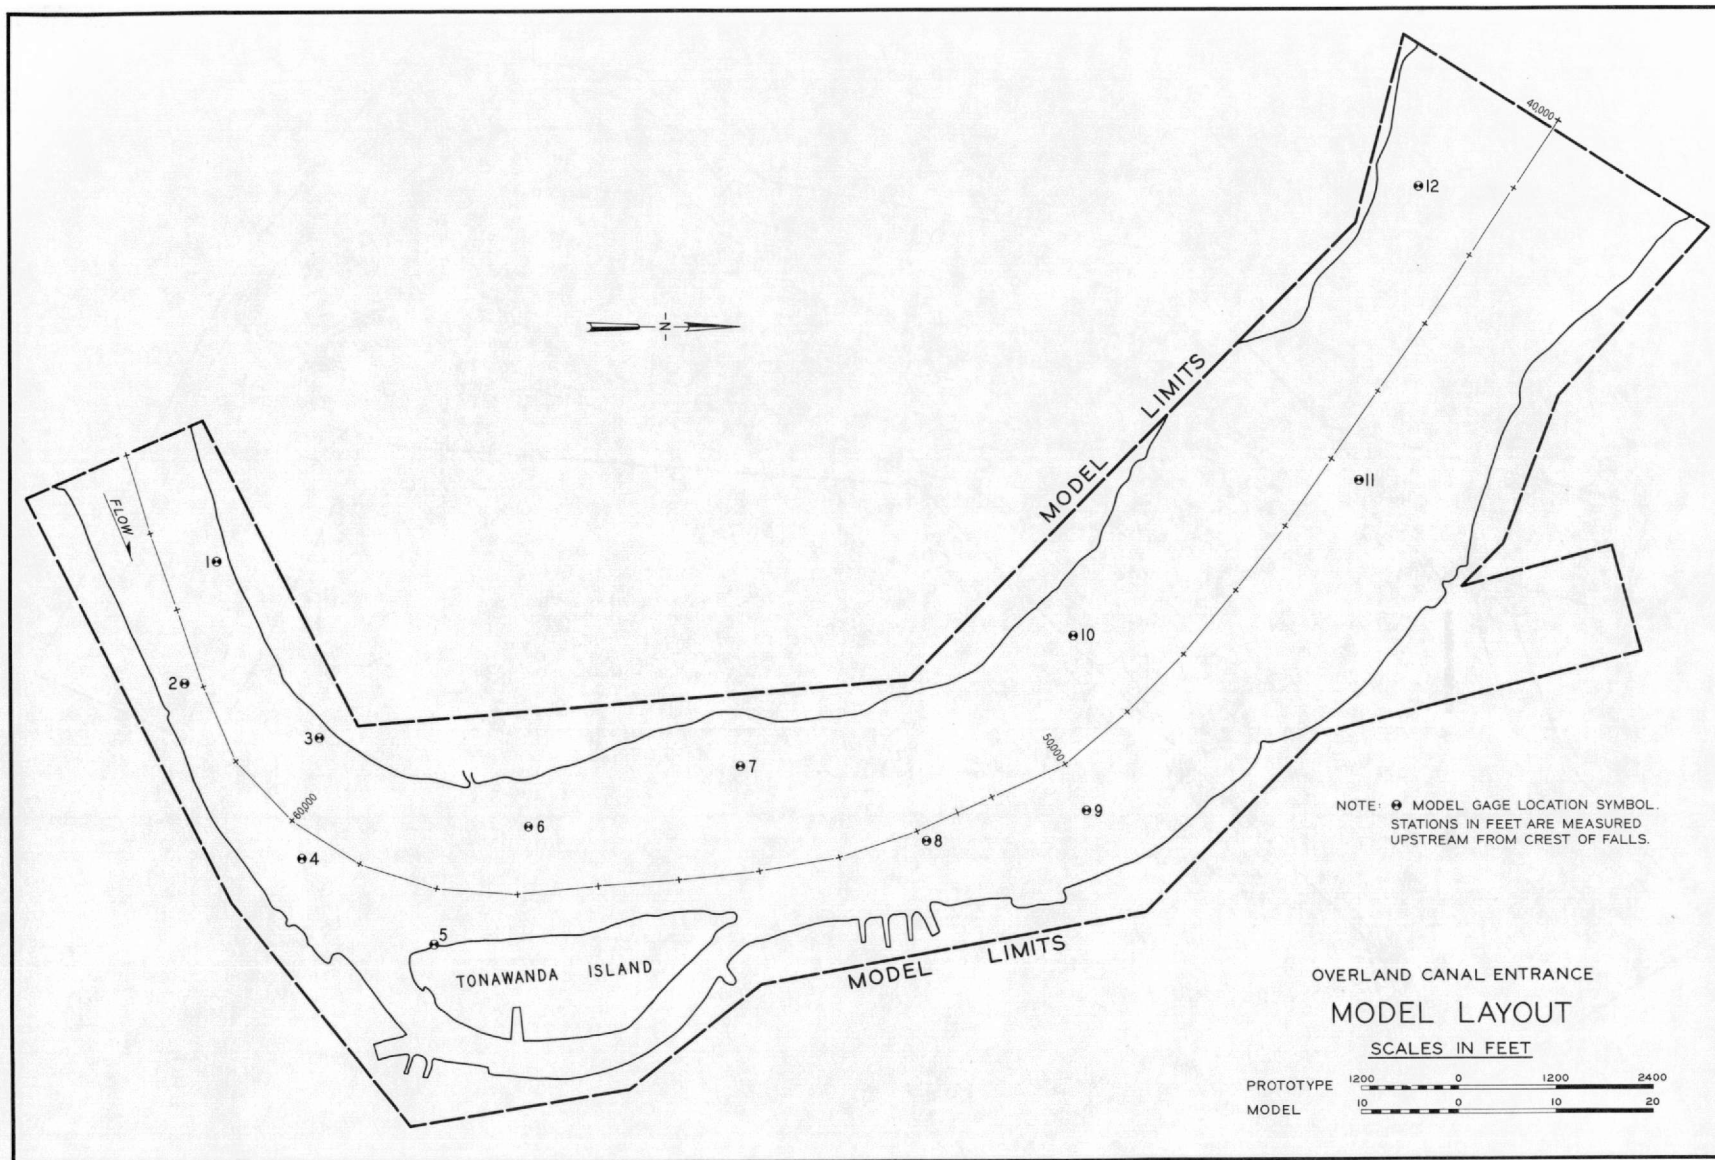 40,000
12
N
MODEL LIMITS
FLOW
1
11
2
10
3
50,000
7
60,000
6
9
8
4
NOTE: MODEL GAGE LOCATION SYMBOL.
STATIONS IN FEET ARE MEASURED
UPSTREAM FROM CREST OF FALLS.
5
TONAWANDA ISLAND
MODEL LIMITS
OVERLAND CANAL ENTRANCE
MODEL LAYOUT
SCALES IN FEET
PROTOTYPE 1200 0 1200 2400
MODEL 10 0 10 20